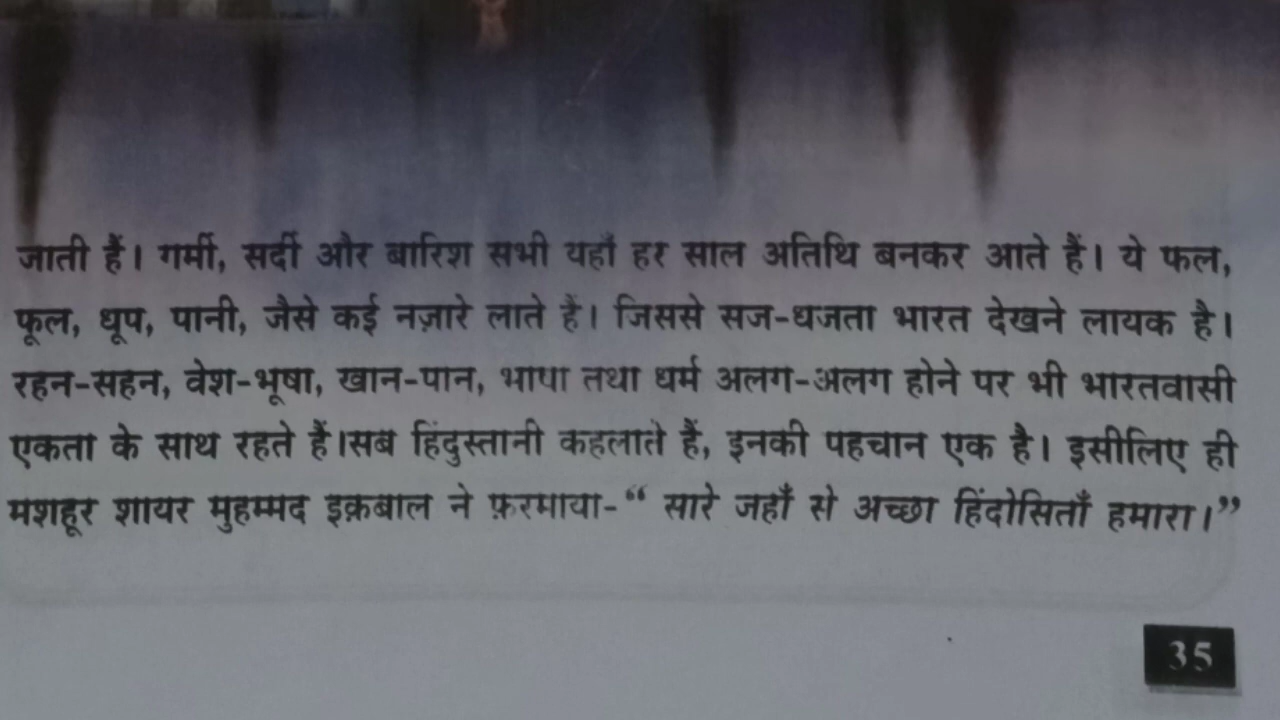 जाती हैं। गर्मी, सर्दी और बारिश सभी यहाँ हर साल अतिथि बनकर आते हैं। ये फल,
फूल, धूप, पानी, जैसे कई नज़ारे लाते हैं। जिससे सज-धजता भारत देखने लायक है।
रहन-सहन, वेश-भूषा, खान-पान, भाषा तथा धर्म अलग-अलग होने पर भी भारतवासी
एकता के साथ रहते हैं।सब हिंदुस्तानी कहलाते हैं, इनकी पहचान एक है। इसीलिए ही
मशहूर शायर मुहम्मद इक़बाल ने फ़रमाया-“ सारे जहाँ से अच्छा हिंदोसिताँ हमारा।”
35